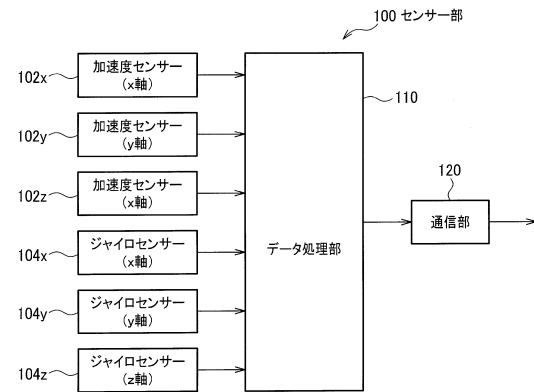 100 センサー部
102x
加速度センサー
(x軸)
110
102y
加速度センサー
(y軸)
102z
加速度センサー
(x軸)
120
通信部
104x
ジャイロセンサー
(x軸)
データ処理部
104y
ジャイロセンサー
(y軸)
104z
ジャイロセンサー
(z軸)